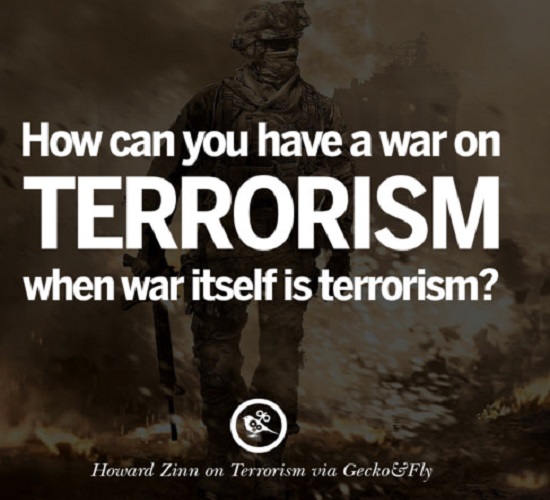 How can you have a war on
TERRORISM
when war itself is terrorism?
Howard Zinn on Terrorism via Gecko&Fly